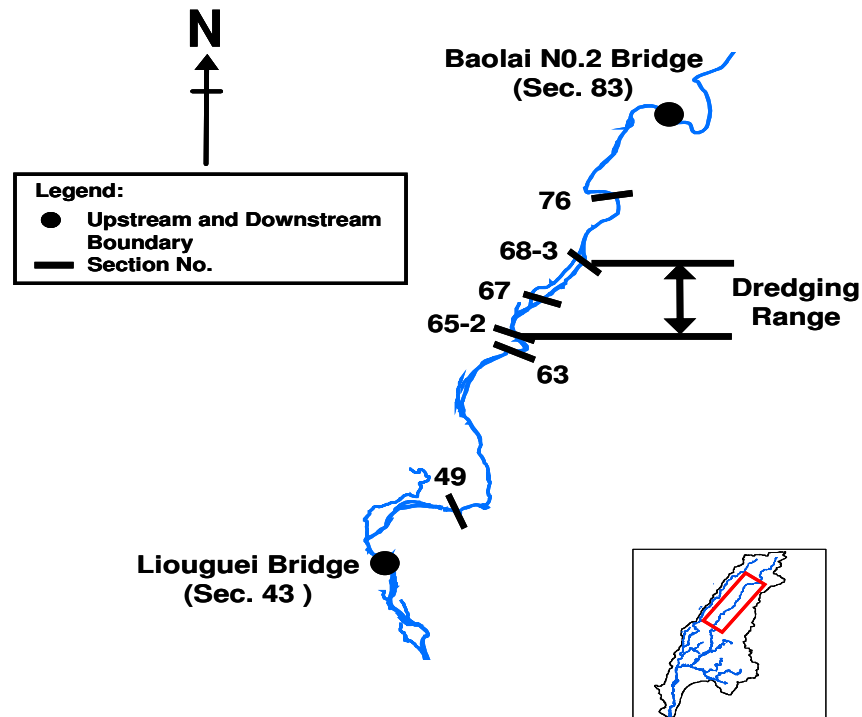 N
Baolai N0.2 Bridge
(Sec. 83)
Legend:
Upstream and Downstream
Boundary
Section No.
76
68-3
67
Dredging
Range
65-2
63
49
Liouguei Bridge
(Sec. 43 )